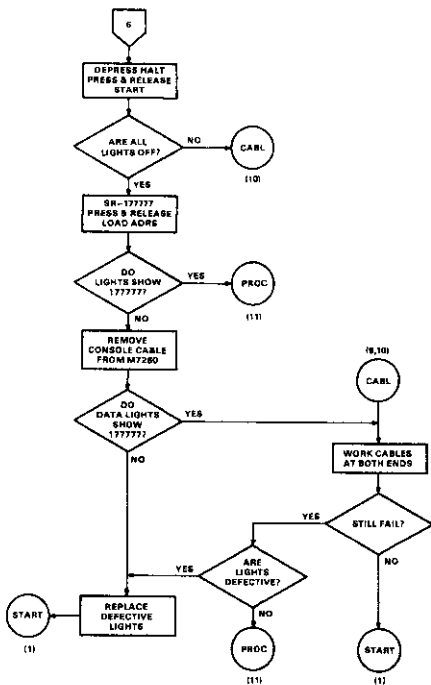 6
DEPRESS HALT
PRESS & RELEASE
START
ARE ALL
LIGHTS OFF?
NO
CABL
(10)
YES
SR-177777
PRESS & RELEASE
LOAD ADRS
DO
LIGHTS SHOW
177777?
YES
PROC
(11)
NO
REMOVE
CONSOLE CABLE
FROM M7260
(9,10)
CABL
DO
DATA LIGHTS
SHOW
177777?
YES
NO
WORK CABLES
AT BOTH ENDS
YES
STILL FAIL?
NO
ARE
LIGHTS
DEFECTIVE?
YES
NO
START
(1)
REPLACE
DEFECTIVE
LIGHTS
PROC
(11)
START
(1)